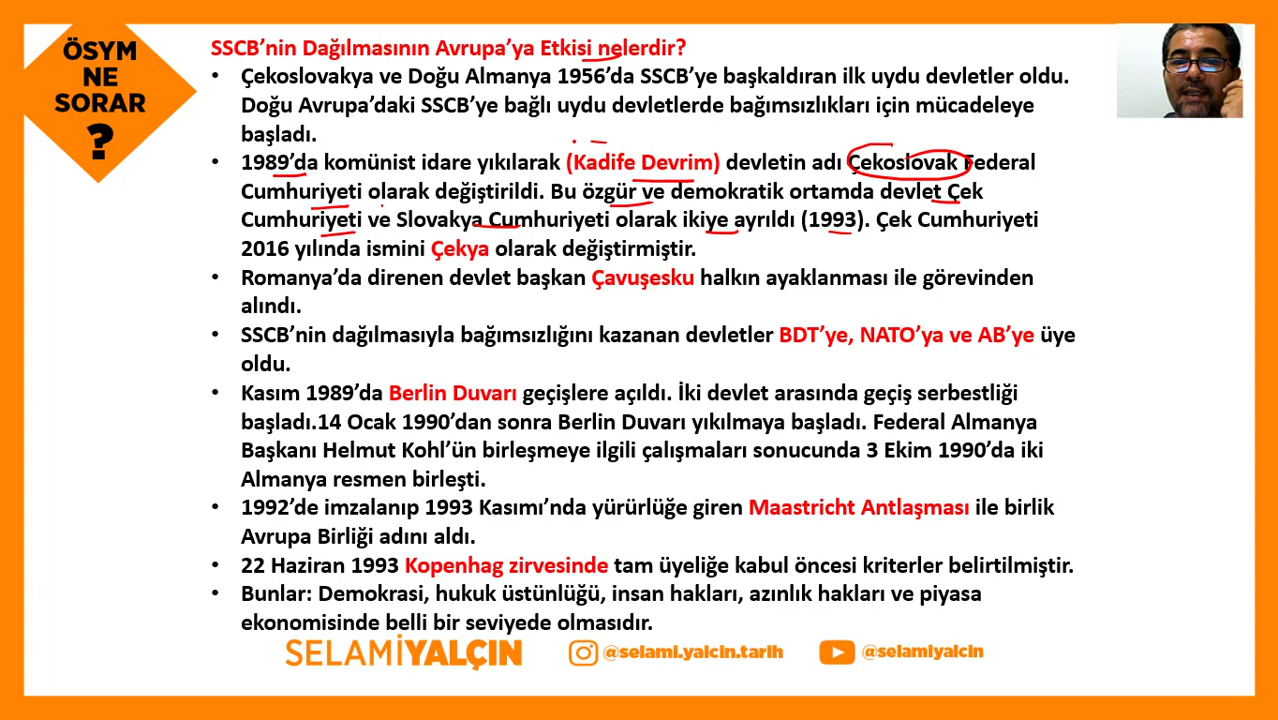 ÖSYM
NE
SORAR
?
SSCB'nin Dağılmasının Avrupa'ya Etkisi nelerdir?
• Çekoslovakya ve Doğu Almanya 1956'da SSCB'ye başkaldıran ilk uydu devletler oldu.
Doğu Avrupa'daki SSCB'ye bağlı uydu devletlerde bağımsızlıkları için mücadeleye
başladı.
• 1989'da komünist idare yıkılarak (Kadife Devrim) devletin adı Çekoslovak Federal
Cumhuriyeti olarak değiştirildi. Bu özgür ve demokratik ortamda devlet Çek
Cumhuriyeti ve Slovakya Cumhuriyeti olarak ikiye ayrıldı (1993). Çek Cumhuriyeti
2016 yılında ismini Çekya olarak değiştirmiştir.
• Romanya'da direnen devlet başkan Çavuşesku halkın ayaklanması ile görevinden
alındı.
• SSCB'nin dağılmasıyla bağımsızlığını kazanan devletler BDT'ye, NATO'ya ve AB'ye üye
oldu.
• Kasım 1989'da Berlin Duvarı geçişlere açıldı. İki devlet arasında geçiş serbestliği
başladı.14 Ocak 1990'dan sonra Berlin Duvarı yıkılmaya başladı. Federal Almanya
Başkanı Helmut Kohl'ün birleşmeye ilgili çalışmaları sonucunda 3 Ekim 1990'da iki
Almanya resmen birleşti.
• 1992'de imzalanıp 1993 Kasımı'nda yürürlüğe giren Maastricht Antlaşması ile birlik
Avrupa Birliği adını aldı.
• 22 Haziran 1993 Kopenhag zirvesinde tam üyeliğe kabul öncesi kriterler belirtilmiştir.
• Bunlar: Demokrasi, hukuk üstünlüğü, insan hakları, azınlık hakları ve piyasa
ekonomisinde belli bir seviyede olmasıdır.
SELAMİYALÇIN @selami.yalcin.tarih @selamiyalcin